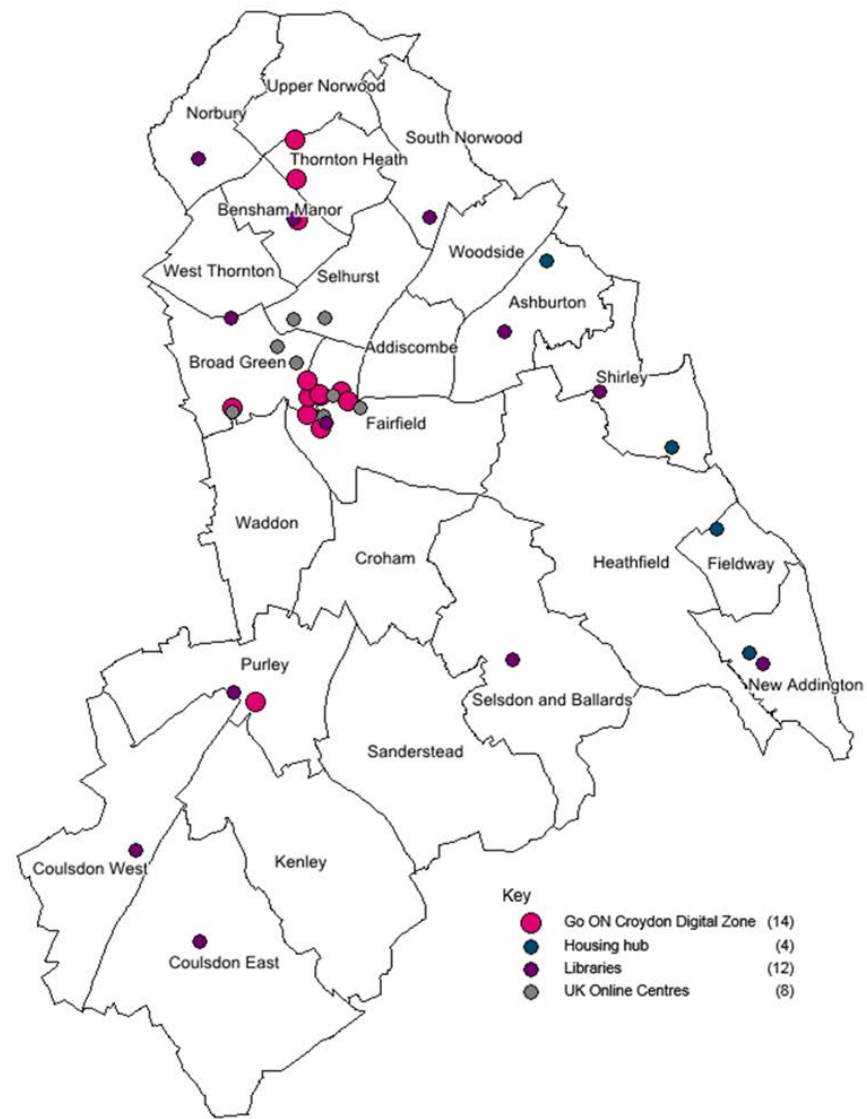 Upper Norwood
Norbury
South Norwood
Thornton Heath
Bensham Manor
Woodside
West Thornton
Selhurst
Ashburton
Addiscombe
Broad Green
Shirley
Fairfield
Waddon
Croham
Heathfield
Fieldway
Purley
New Addington
Selsdon and Ballards
Sanderstead
Kenley
Coulsdon West
Coulsdon East
Key
Go ON Croydon Digital Zone (14)
Housing hub (4)
Libraries (12)
UK Online Centres (8)